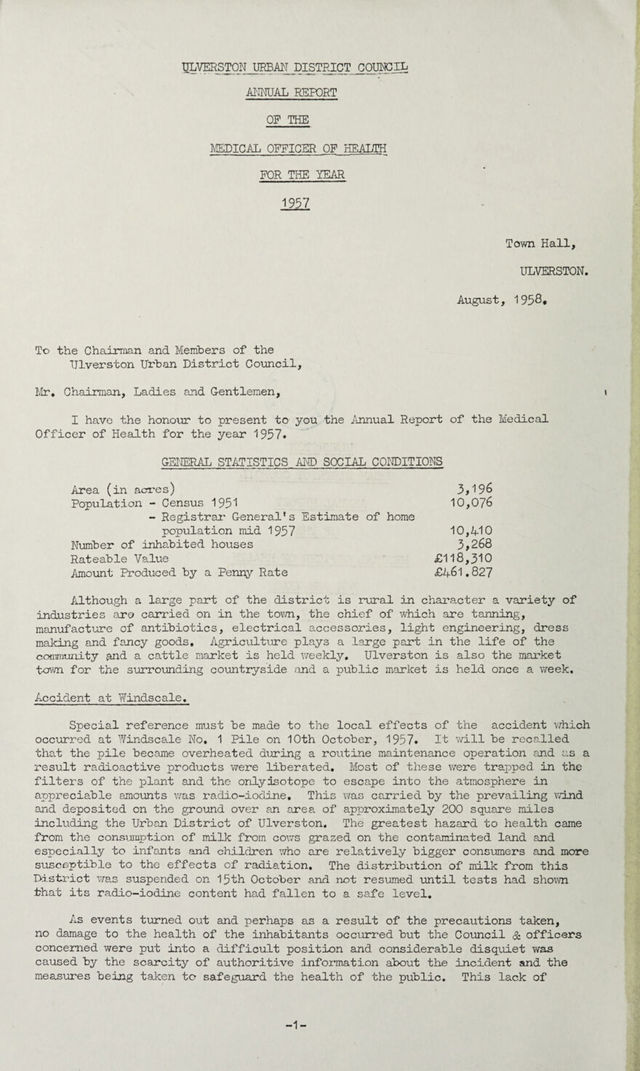 ULVERSTON URBAN DISTRICT COUNCIL
ANNUAL REPORT
OF THE
MEDICAL OFFICER OF HEALTH
FOR THE YEAR
1957
Town Hall,
ULVERSTON.
August, 1958.
To the Chairman and Members of the
Ulverston Urban District Council,
Mr. Chairman, Ladies and Gentlemen,
I have the honour to present to you the Annual Report of the Medical
Officer of Health for the year 1957.
GENERAL STATISTICS AND SOCIAL CONDITIONS
Area (in acres) 3,196
Population - Census 1951 10,076
- Registrar General's Estimate of home
population mid 1957 10,410
Number of inhabited houses 3,268
Rateable Value £118,310
Amount Produced by a Penny Rate £461.827
Although a large part of the district is rural in character a variety of
industries are carried on in the town, the chief of which are tanning,
manufacture of antibiotics, electrical accessories, light engineering, dress
making and fancy goods. Agriculture plays a large part in the life of the
community and a cattle market is held weekly. Ulverston is also the market
town for the surrounding countryside and a public market is held once a week.
Accident at Windscale.
Special reference must be made to the local effects of the accident which
occurred at Windscale No. 1 Pile on 10th October, 1957. It will be recalled
that the pile became overheated during a routine maintenance operation and as a
result radioactive products were liberated. Most of these were trapped in the
filters of the plant and the onlyisotope to escape into the atmosphere in
appreciable amounts was radio-iodine. This was carried by the prevailing wind
and deposited on the ground over an area of approximately 200 square miles
including the Urban District of Ulverston. The greatest hazard to health came
from the consumption of milk from cows grazed on the contaminated land and
especially to infants and children who are relatively bigger consumers and more
susceptible to the effects of radiation. The distribution of milk from this
District was suspended on 15th October and not resumed until tests had shown
that its radio-iodine content had fallen to a safe level.
As events turned out and perhaps as a result of the precautions taken,
no damage to the health of the inhabitants occurred but the Council & officers
concerned were put into a difficult position and considerable disquiet was
caused by the scarcity of authoritive information about the incident and the
measures being taken to safeguard the health of the public. This lack of
-1-